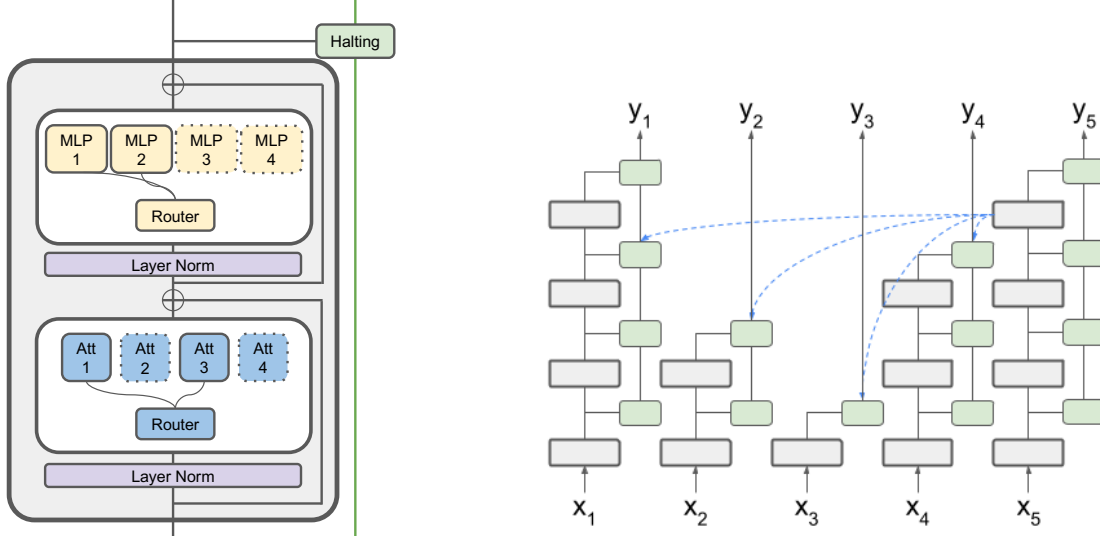 Halting
MLP 1
MLP 2
MLP 3
MLP 4
Router
Layer Norm
Att 1
Att 2
Att 3
Att 4
Router
Layer Norm
y1 y2 y3 y4 y5
x1 x2 x3 x4 x5